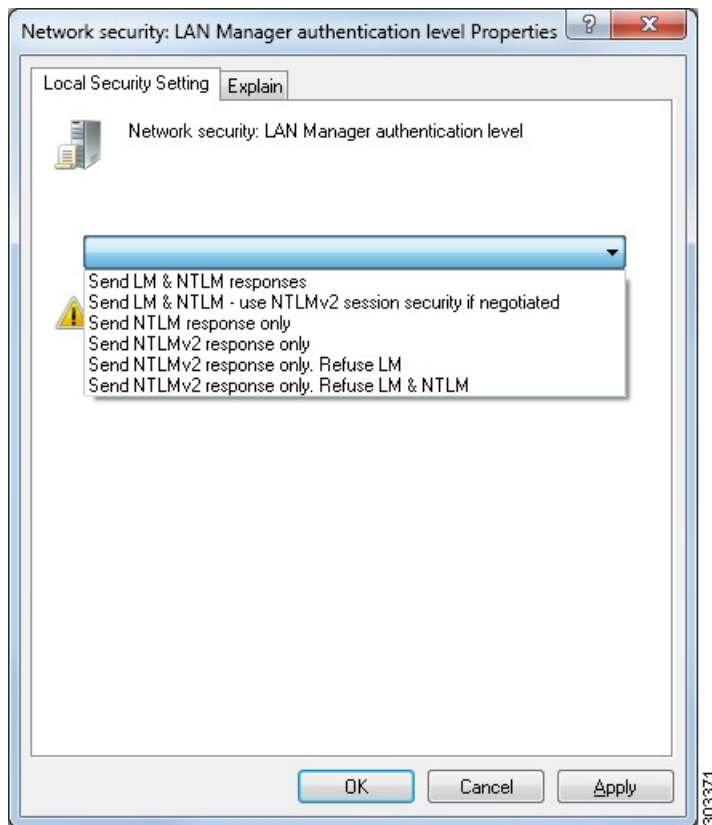 Network security: LAN Manager authentication level Properties
Local Security Setting
Explain
Network security: LAN Manager authentication level
Send LM & NTLM responses
Send LM & NTLM - use NTLMv2 session security if negotiated
Send NTLM response only
Send NTLMv2 response only
Send NTLMv2 response only. Refuse LM
Send NTLMv2 response only. Refuse LM & NTLM
OK
Cancel
Apply
303371